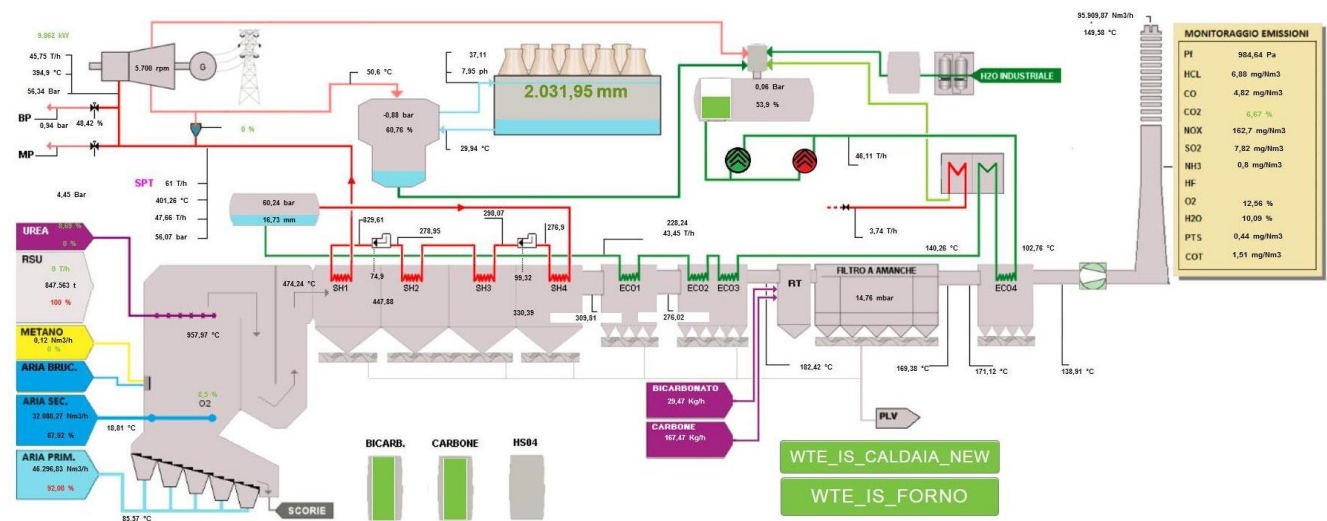 95.909,87 Nm3/h
149,58 °C
9.862 kW
45,75 T/h
394,9 °C
56,34 Bar
5.700 rpm
G
BP
0,94 bar
48,42 %
MP
0 %
50,6 °C
37,11
7,95 ph
2.031,95 mm
-0,88 bar
60,76 %
29,94 °C
0,06 Bar
53,9 %
H2O INDUSTRIALE
46,11 T/h
3,74 T/h
MONITORAGGIO EMISSIONI
Pf 984,64 Pa
HCL 6,88 mg/Nm3
CO 4,82 mg/Nm3
CO2 6,67 %
NOX 162,7 mg/Nm3
SO2 7,82 mg/Nm3
NH3 0,8 mg/Nm3
HF
O2 12,56 %
H2O 10,09 %
PTS 0,44 mg/Nm3
COT 1,51 mg/Nm3
SPT
61 T/h
401,26 °C
47,66 T/h
56,07 bar
4,45 Bar
60,24 bar
16,73 mm
829,61
278,95
298,07
276,9
228,24
43,45 T/h
140,26 °C
102,76 °C
UREA
0 %
RSU
0 T/h
847.563 t
100 %
METANO
0,12 Nm3/h
0 %
ARIA BRUC.
ARIA SEC.
32.088,27 Nm3/h
87,92 %
18,81 °C
ARIA PRIM.
46.296,83 Nm3/h
92,08 %
85,57 °C
957,97 °C
O2
474,24 °C
74,9
99,32
SH1
SH2
SH3
SH4
447,88
330,39
309,81
ECO1
ECO2
ECO3
276,02
RT
FILTRO A AMANCHE
14,76 mbar
ECO4
182,42 °C
169,38 °C
171,12 °C
138,91 °C
BICARBONATO
29,47 Kg/h
CARBONE
167,47 Kg/h
PLV
SCORIE
BICARB.
CARBONE
HS04
WTE_IS_CALDAIA_NEW
WTE_IS_FORNO